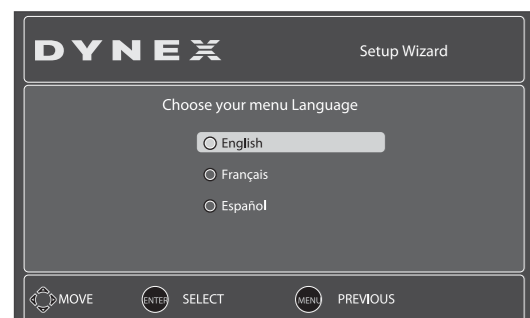 DYNEX Setup Wizard
Choose your menu Language
English
Français
Español
MOVE ENTER SELECT MENU PREVIOUS